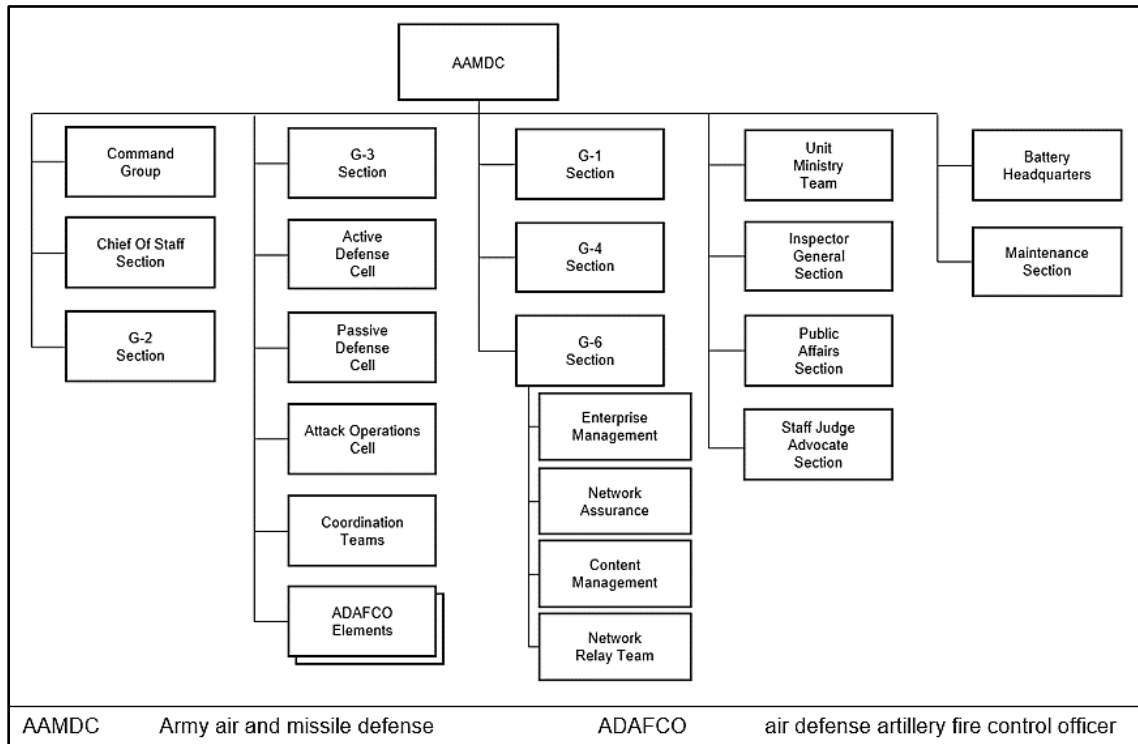 AAMDC
Command
Group
Chief Of Staff
Section
G-2
Section
G-3
Section
Active
Defense
Cell
Passive
Defense
Cell
Attack Operations
Cell
Coordination
Teams
ADAFCO
Elements
G-1
Section
G-4
Section
G-6
Section
Enterprise
Management
Network
Assurance
Content
Management
Network
Relay Team
Unit
Ministry
Team
Inspector
General
Section
Public
Affairs
Section
Staff Judge
Advocate
Section
Battery
Headquarters
Maintenance
Section
AAMDC Army air and missile defense ADAFCO air defense artillery fire control officer